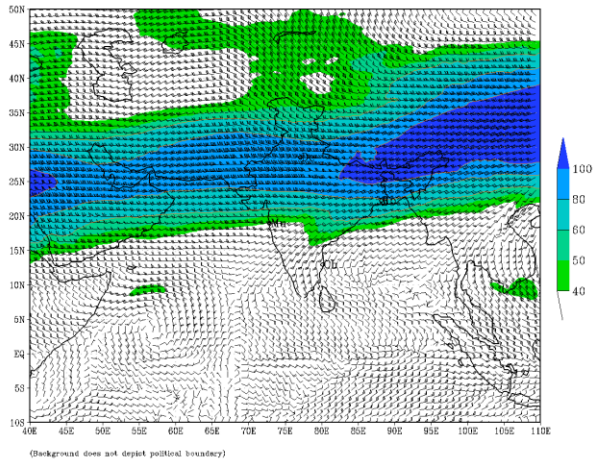 50N
45N
40N
35N
30N
25N
20N
15N
10N
5N
EQ
5S
10S
40E 45E 50E 55E 60E 65E 70E 75E 80E 85E 90E 95E 100E 105E 110E
100
80
60
50
40
(Background does not depict political boundary)